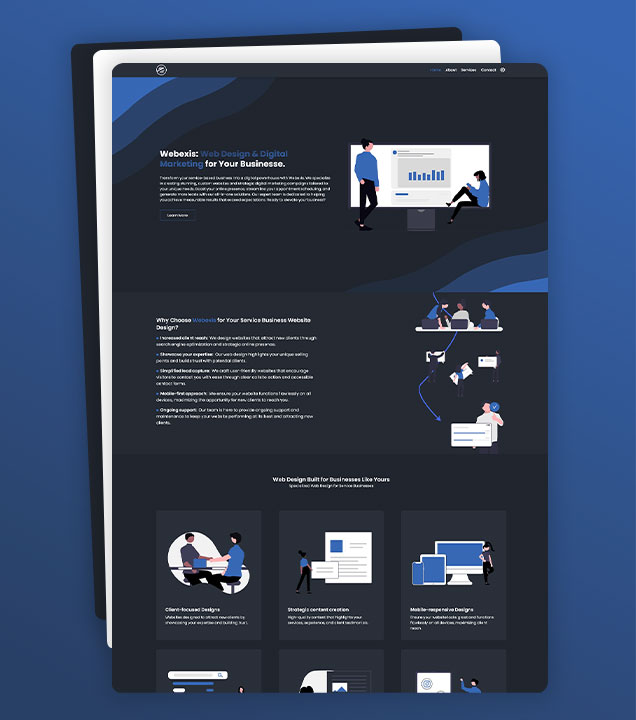 Home About Services Contact
Webexis: Web Design & Digital
Marketing for Your Businesse.
Transform your service-based business into a digital powerhouse with Webexis. We specialize
in creating stunning, custom websites and strategic digital marketing campaigns tailored to
your unique needs. Boost your online presence, streamline your appointment scheduling, and
generate more leads with our all-in-one solutions. Our expert team is dedicated to helping
you achieve measurable results that exceed expectations. Ready to elevate your business?
Learn More
Why Choose Webexis for Your Service Business Website
Design?
Increased client reach: We design websites that attract new clients through
search engine optimization and strategic online presence.
Showcase your expertise: Our web design highlights your unique selling
points and builds trust with potential clients.
Simplified lead capture: We craft user-friendly websites that encourage
visitors to contact you with ease through clear calls to action and accessible
contact forms.
Mobile-first approach: We ensure your website functions flawlessly on all
devices, maximizing the opportunity for new clients to reach you.
Ongoing support: Our team is here to provide ongoing support and
maintenance to keep your website performing at its best and attracting new
clients.
Web Design Built for Businesses Like Yours
Specialized Web Design for Service Businesses
Client-focused Designs
Websites designed to attract new clients by
showcasing your expertise and building trust.
Strategic content creation
High-quality content that highlights your
services, experience, and client testimonials.
Mobile-responsive Designs
Ensure your website looks great and functions
flawlessly on all devices, maximizing client
reach.